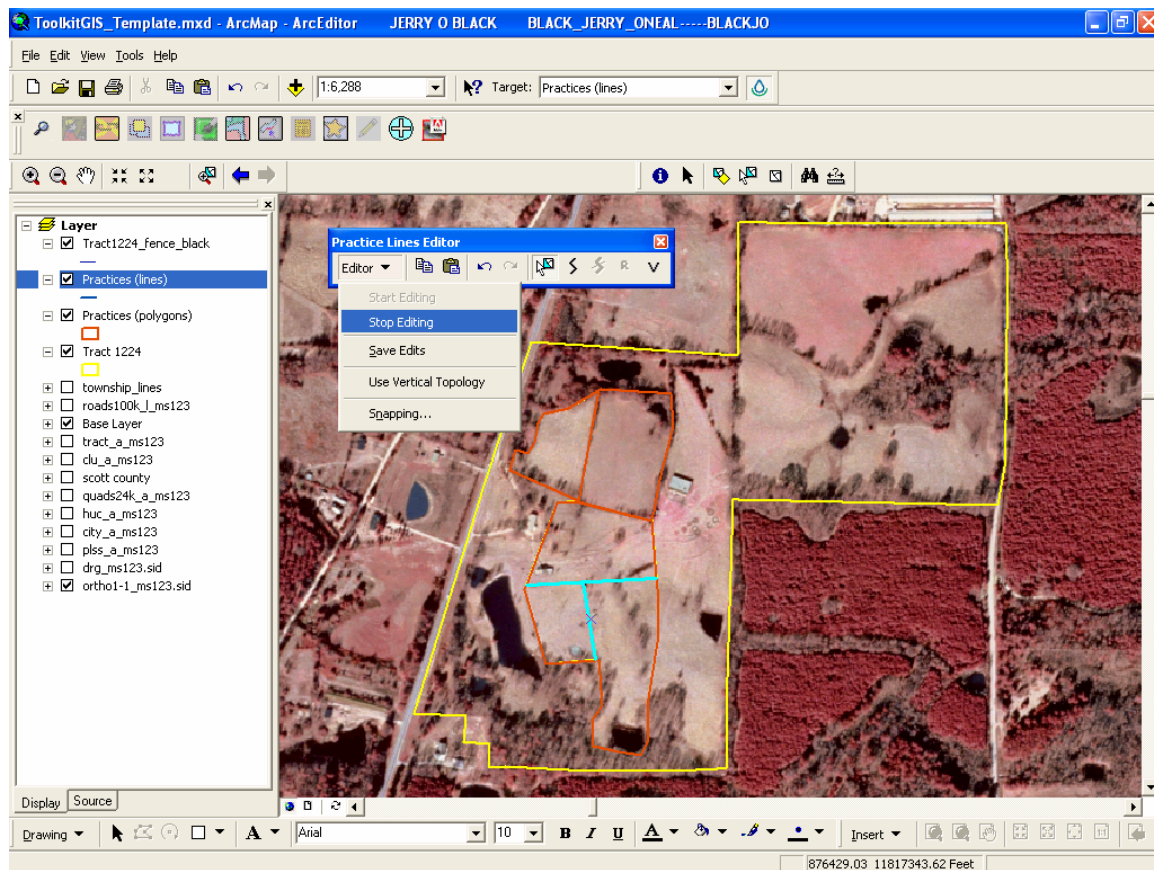 ToolkitGIS_Template.mxd - ArcMap - ArcEditor JERRY O BLACK BLACK_JERRY_ONEAL-----BLACKJO
File Edit View Tools Help
1:6,288 Target: Practices (lines)
Layer
Tract1224_fence_black
Practices (lines)
Practices (polygons)
Tract 1224
township_lines
roads100k_l_ms123
Base Layer
tract_a_ms123
clu_a_ms123
scott county
quads24k_a_ms123
huc_a_ms123
city_a_ms123
plss_a_ms123
drg_ms123.sid
ortho1-1_ms123.sid
Practice Lines Editor
Editor R V
Start Editing
Stop Editing
Save Edits
Use Vertical Topology
Snapping...
Display Source
Drawing A Arial 10 B I U A Insert
876429.03 11817343.62 Feet